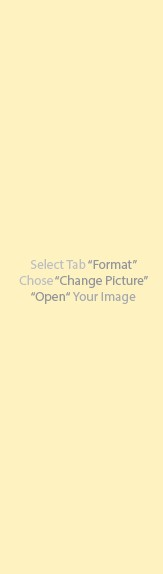 Select Tab “Format”
Chose “Change Picture”
“Open” Your Image